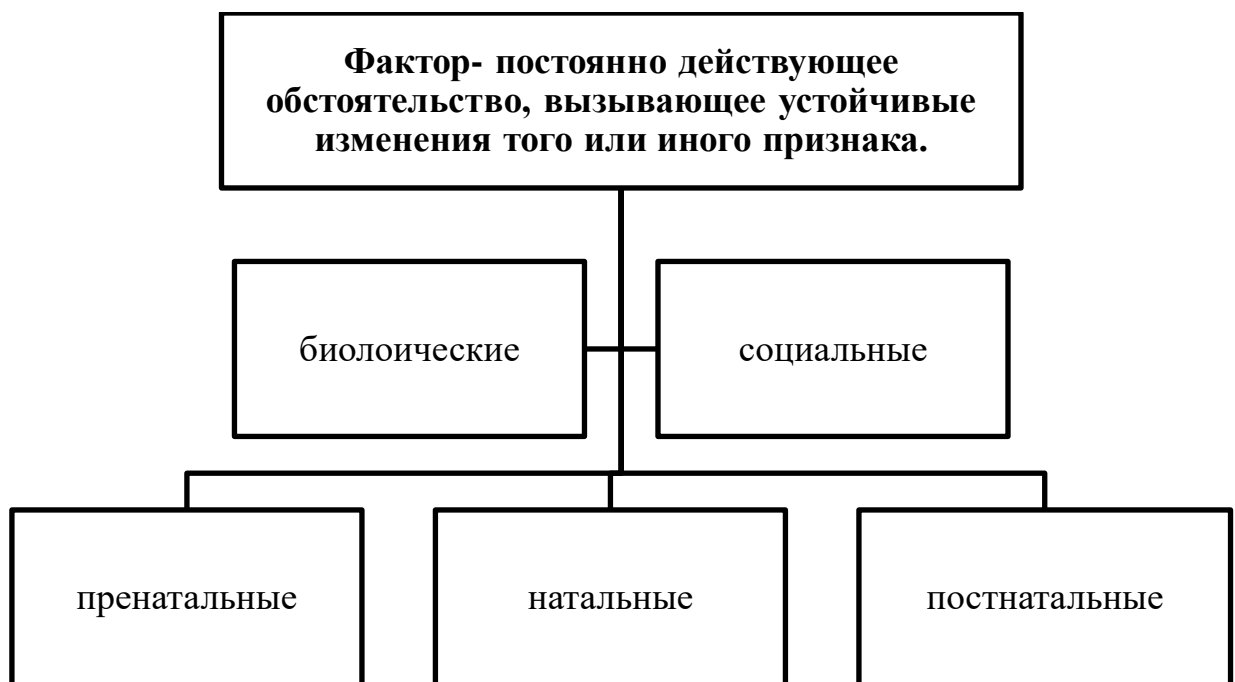 Фактор- постоянно действующее
обстоятельство, вызывающее устойчивые
изменения того или иного признака.
биолоические
социальные
пренатальные
натальные
постнатальные